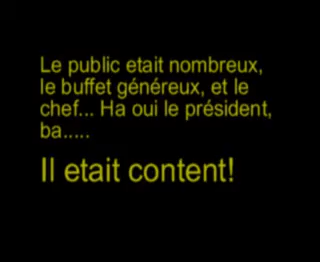 Le public etait nombreux,
le buffet généreux, et le
chef... Ha oui le président,
ba.....
Il etait content!